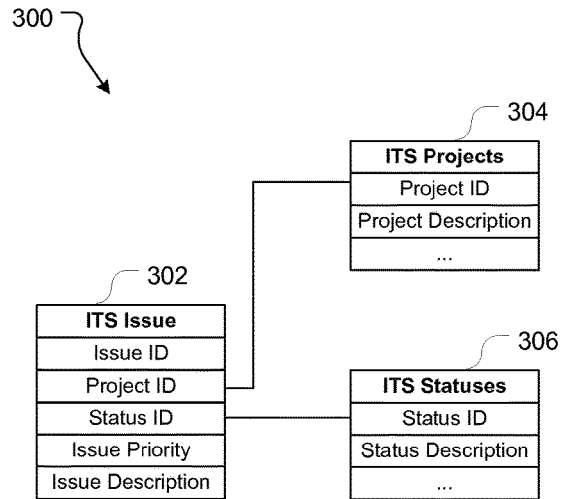 300
304
ITS Projects
Project ID
Project Description
...
302
ITS Issue
Issue ID
Project ID
Status ID
Issue Priority
Issue Description
306
ITS Statuses
Status ID
Status Description
...